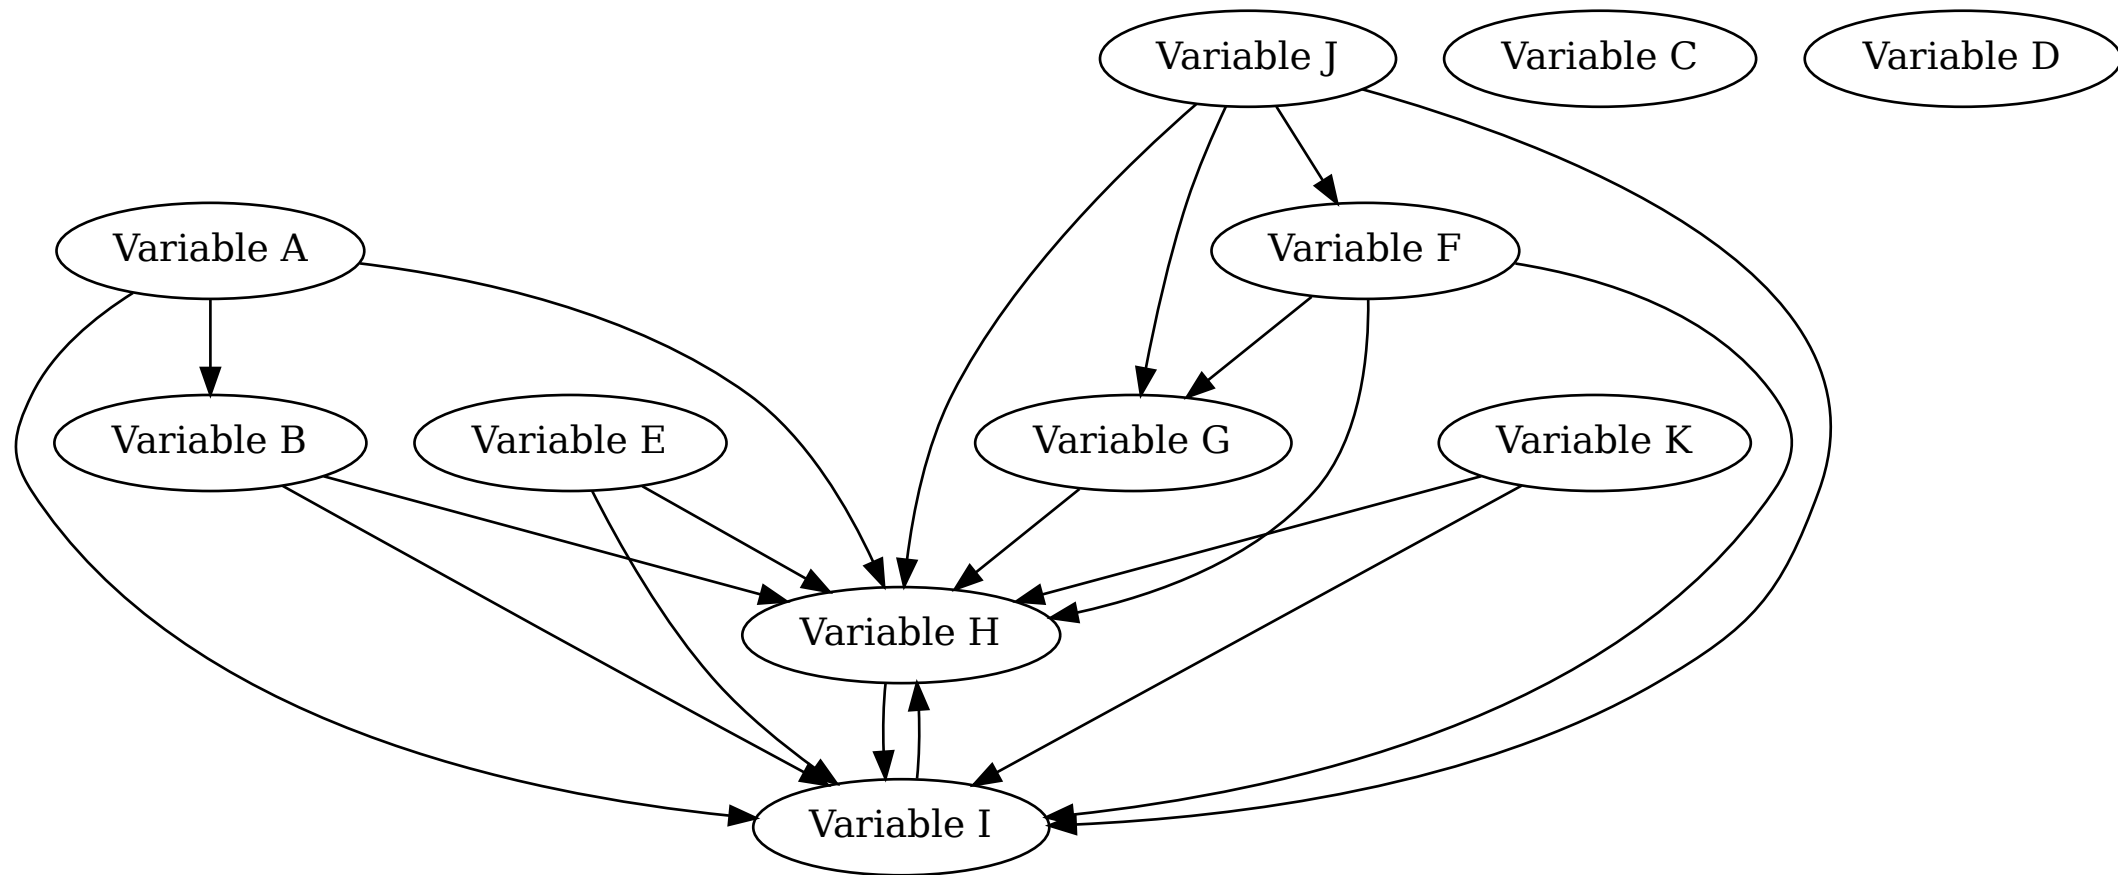 Variable J
Variable C
Variable D
Variable A
Variable F
Variable B
Variable E
Variable G
Variable K
Variable H
Variable I